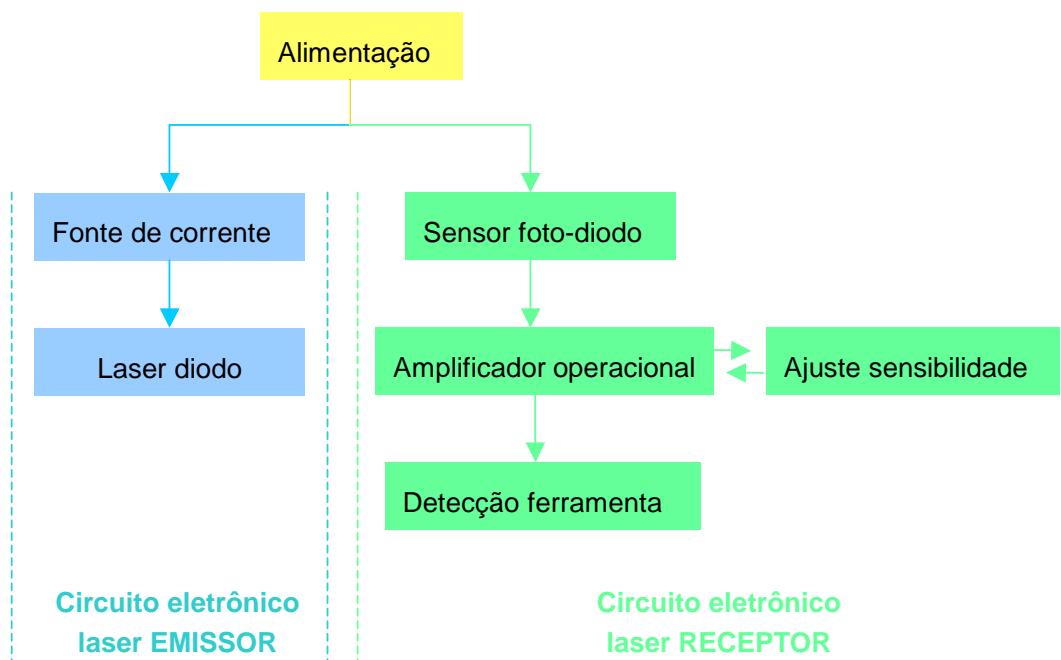 Alimentação
Fonte de corrente
Sensor foto-diodo
Laser diodo
Amplificador operacional
Ajuste sensibilidade
Detecção ferramenta
Circuito eletrônico
laser EMISSOR
Circuito eletrônico
laser RECEPTOR